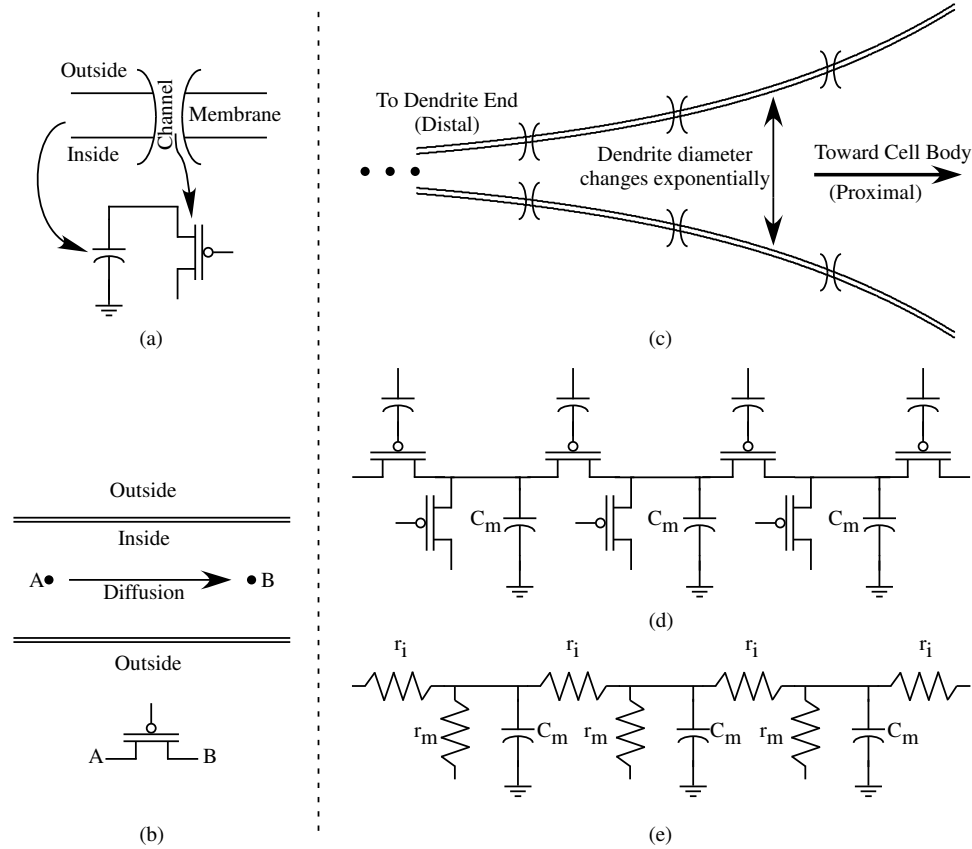 Outside
Channel
Membrane
Inside
(a)
Outside
Inside
A
B
Diffusion
Outside
A
B
(b)
To Dendrite End
(Distal)
Dendrite diameter
changes exponentially
Toward Cell Body
(Proximal)
(c)
Cm
Cm
Cm
(d)
ri
ri
ri
ri
rm
Cm
rm
Cm
rm
Cm
(e)